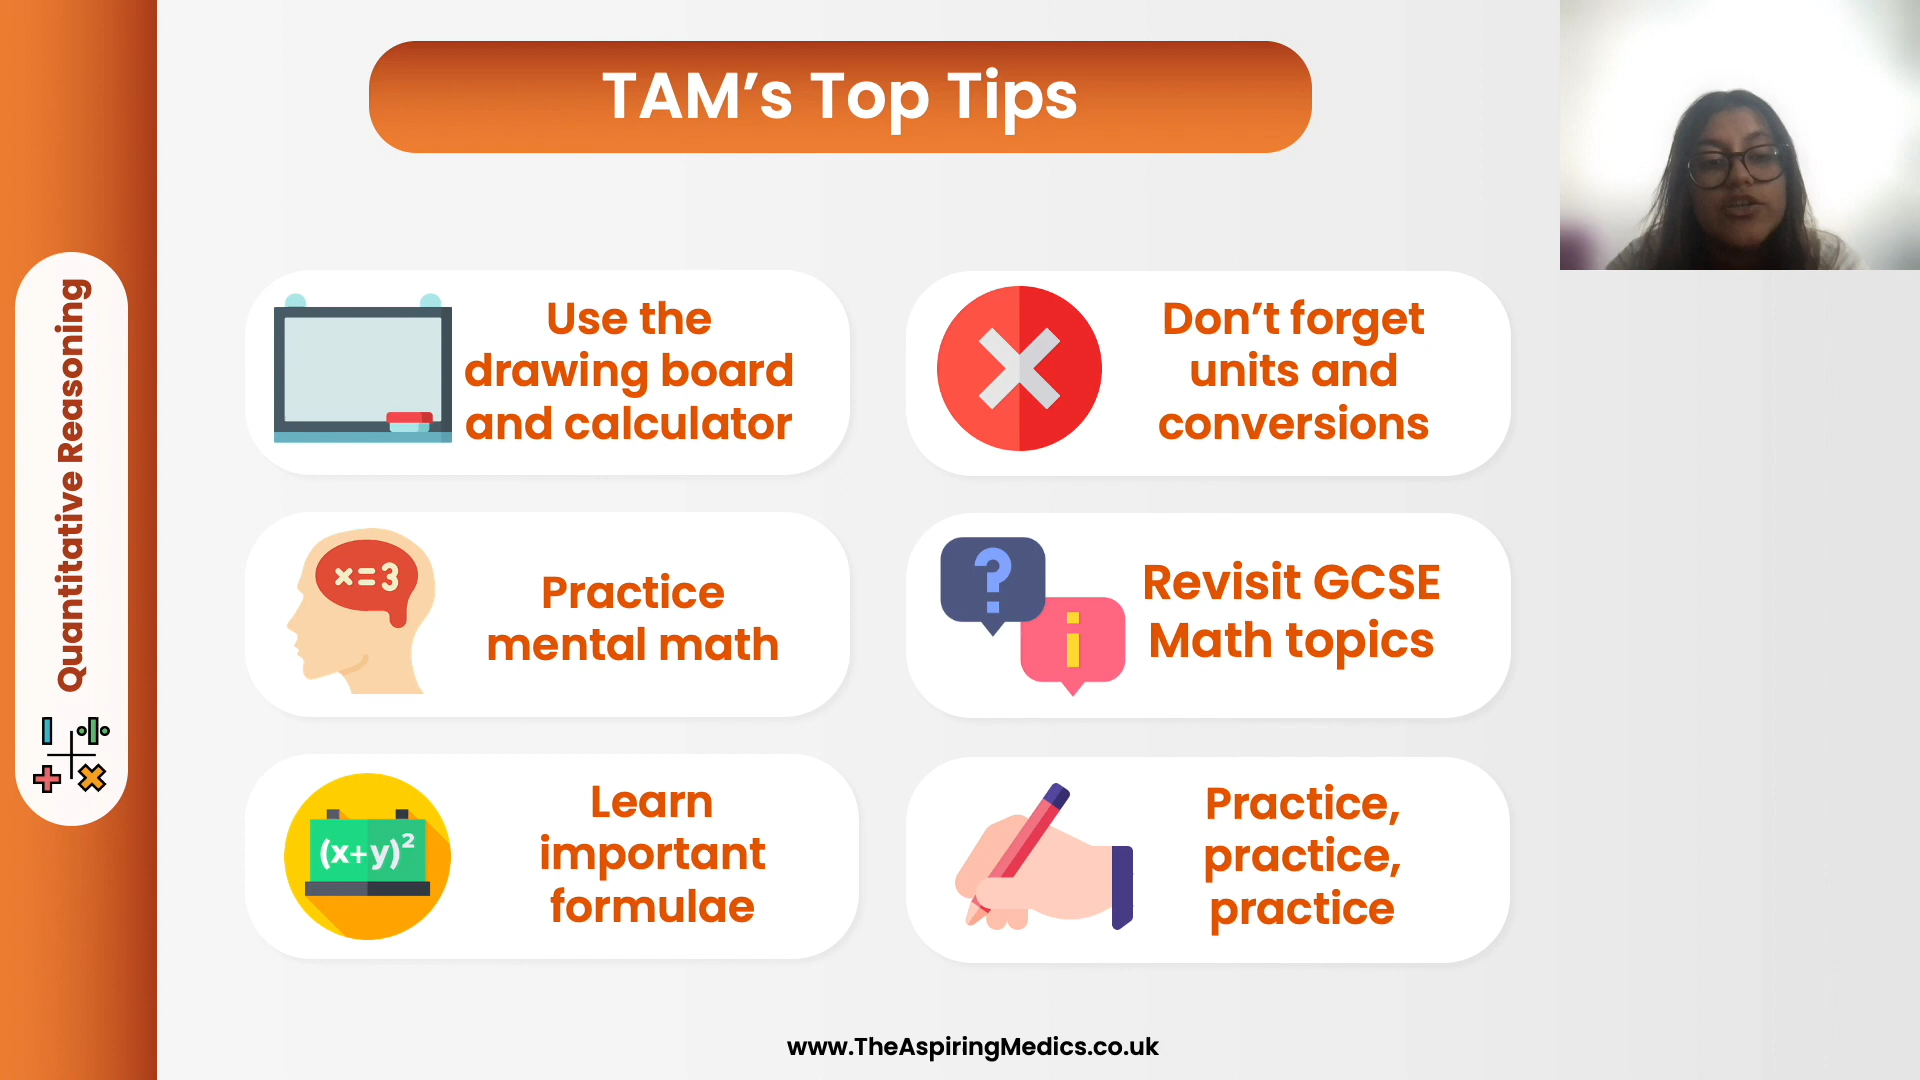 TAM’s Top Tips
Quantitative Reasoning
Use the
drawing board
and calculator
Don’t forget
units and
conversions
x=3
Practice
mental math
?
i
Revisit GCSE
Math topics
(x+y)²
Learn
important
formulae
Practice,
practice,
practice
www.TheAspiringMedics.co.uk